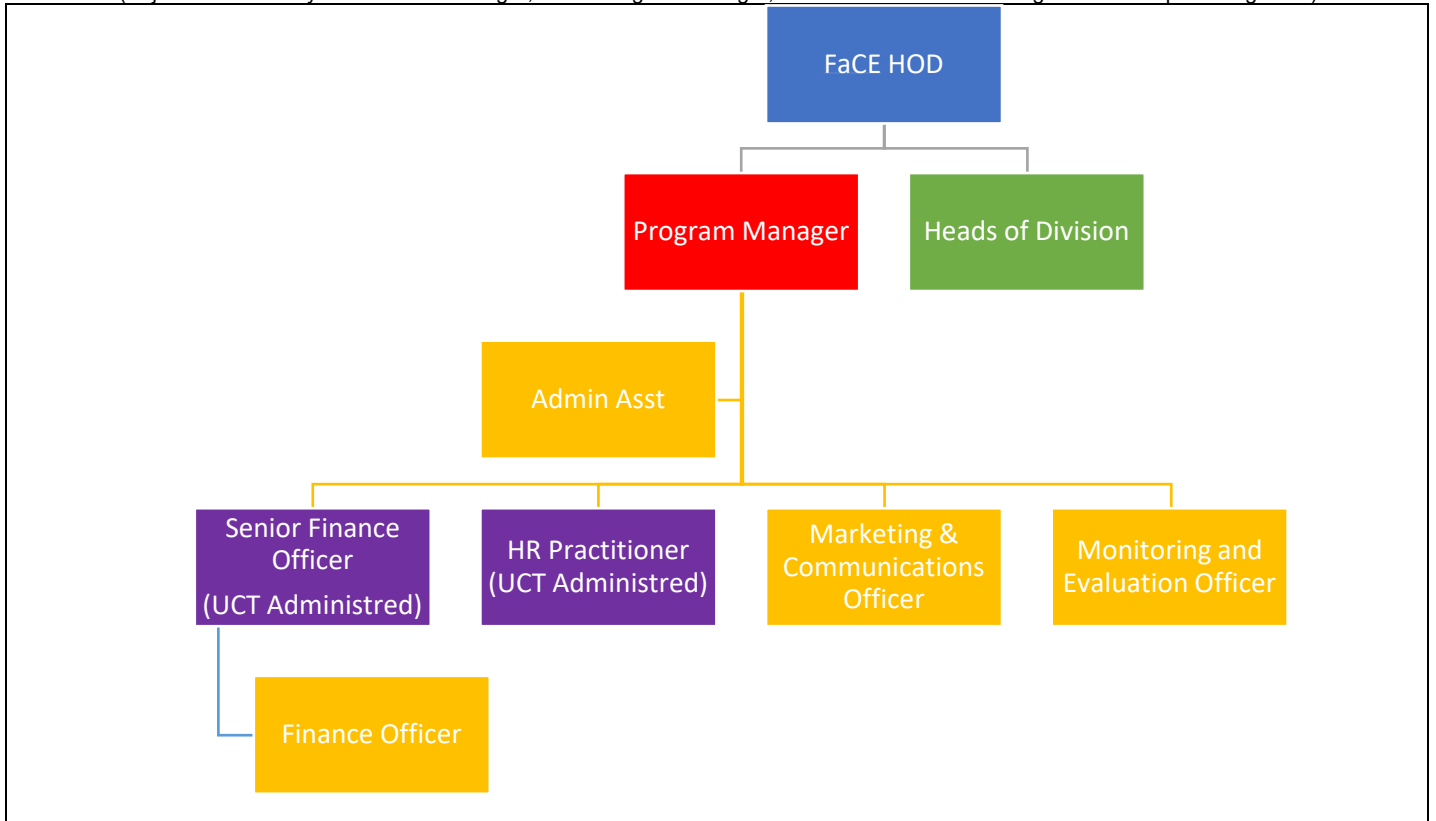 FaCE HOD
Program Manager
Heads of Division
Admin Asst
Senior Finance
Officer
(UCT Administred)
HR Practitioner
(UCT Administred)
Marketing &
Communications
Officer
Monitoring and
Evaluation Officer
Finance Officer